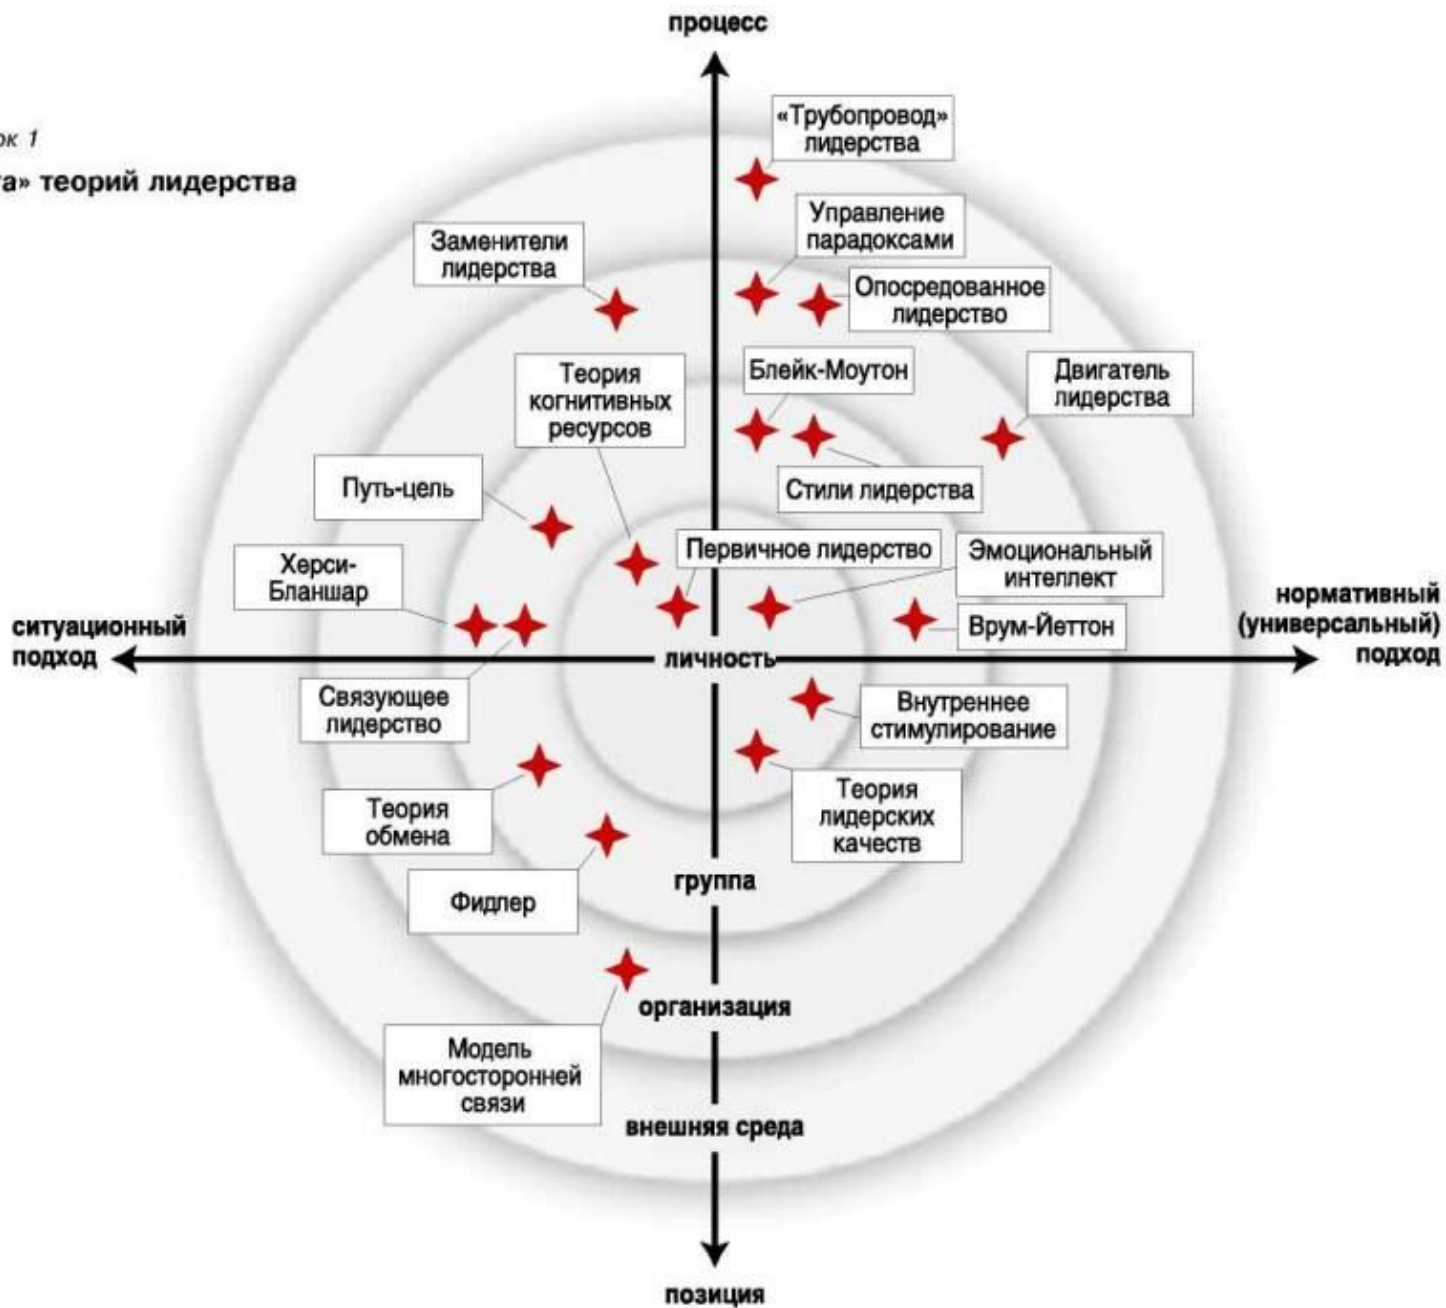 процесс
ок 1
та» теорий лидерства
«Трубопровод»
лидерства
Управление
парадоксами
Заменители
лидерства
Опосредованное
лидерство
Теория
когнитивных
ресурсов
Блейк-Моутон
Двигатель
лидерства
Путь-цель
Стили лидерства
Первичное лидерство
Эмоциональный
интеллект
Херси-
Бланшар
Врум-Йеттон
ситуационный
подход
нормативный
(универсальный)
подход
личность
Связующее
лидерство
Внутреннее
стимулирование
Теория
обмена
Теория
лидерских
качеств
Фидлер
группа
организация
Модель
многосторонней
связи
внешняя среда
позиция